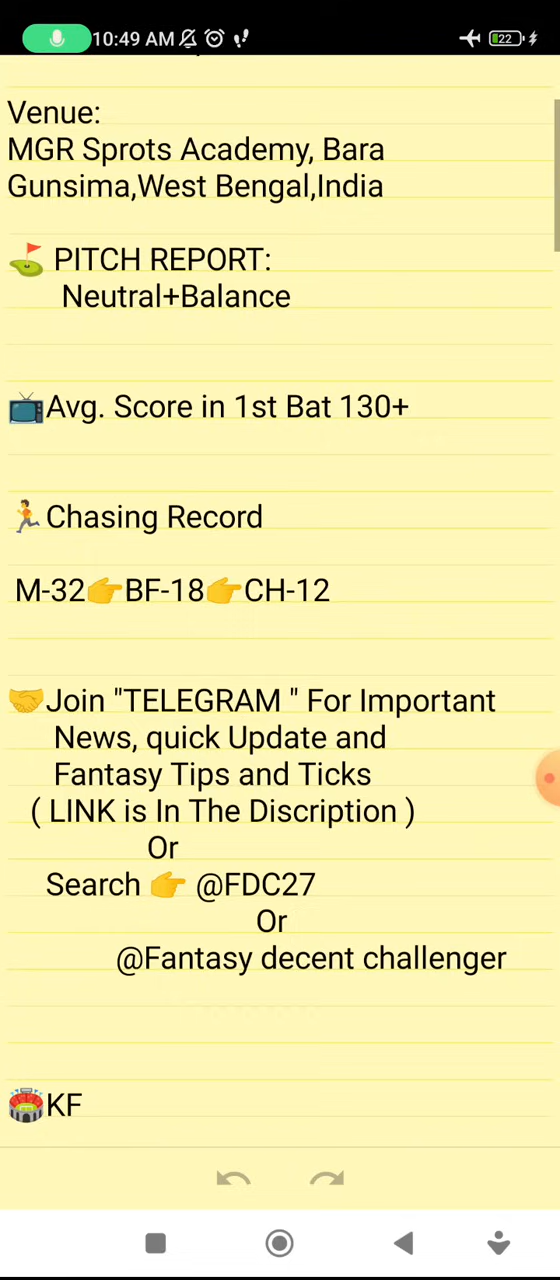 10:49 AM
22
Venue:
MGR Sprots Academy, Bara
Gunsima,West Bengal,India
PITCH REPORT:
Neutral+Balance
Avg. Score in 1st Bat 130+
Chasing Record
M-32👉BF-18👉CH-12
🤝Join "TELEGRAM " For Important
News, quick Update and
Fantasy Tips and Ticks
( LINK is In The Discription )
Or
Search 👉 @FDC27
Or
@Fantasy decent challenger
🏟️KF